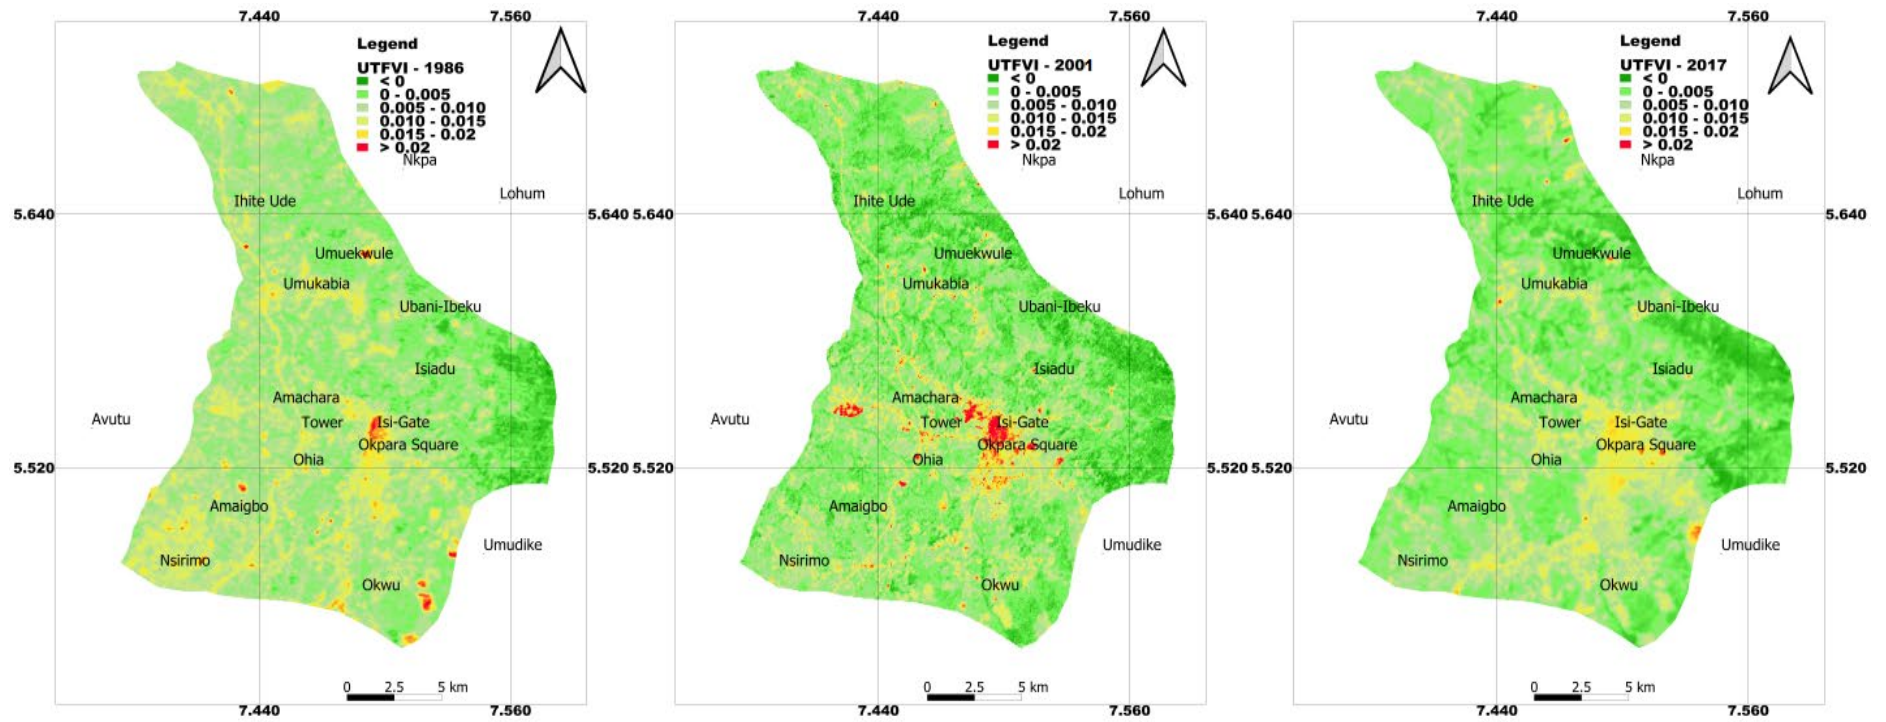 7.440 7.560
Legend
UTFVI - 1986
< 0
0 - 0.005
0.005 - 0.010
0.010 - 0.015
0.015 - 0.02
> 0.02
Nkpa
Lohum
Ihite Ude
5.640 5.640
Umuekwule
Umukabia
Ubani-Ibeku
Isiadu
Amachara
Avutu Tower Isi-Gate
Okpara Square
Ohia
5.520 5.520
Amaigbo
Umudike
Nsirimo
Okwu
0 2.5 5 km
7.440 7.560
7.440 7.560
Legend
UTFVI - 2001
< 0
0 - 0.005
0.005 - 0.010
0.010 - 0.015
0.015 - 0.02
> 0.02
Nkpa
Lohum
Ihite Ude
5.640 5.640
Umuekwule
Umukabia
Ubani-Ibeku
Isiadu
Amachara
Avutu Tower Isi-Gate
Okpara Square
Ohia
5.520 5.520
Amaigbo
Umudike
Nsirimo
Okwu
0 2.5 5 km
7.440 7.560
7.440 7.560
Legend
UTFVI - 2017
< 0
0 - 0.005
0.005 - 0.010
0.010 - 0.015
0.015 - 0.02
> 0.02
Nkpa
Lohum
Ihite Ude
5.640 5.640
Umuekwule
Umukabia
Ubani-Ibeku
Isiadu
Amachara
Avutu Tower Isi-Gate
Okpara Square
Ohia
5.520 5.520
Amaigbo
Umudike
Nsirimo
Okwu
0 2.5 5 km
7.440 7.560